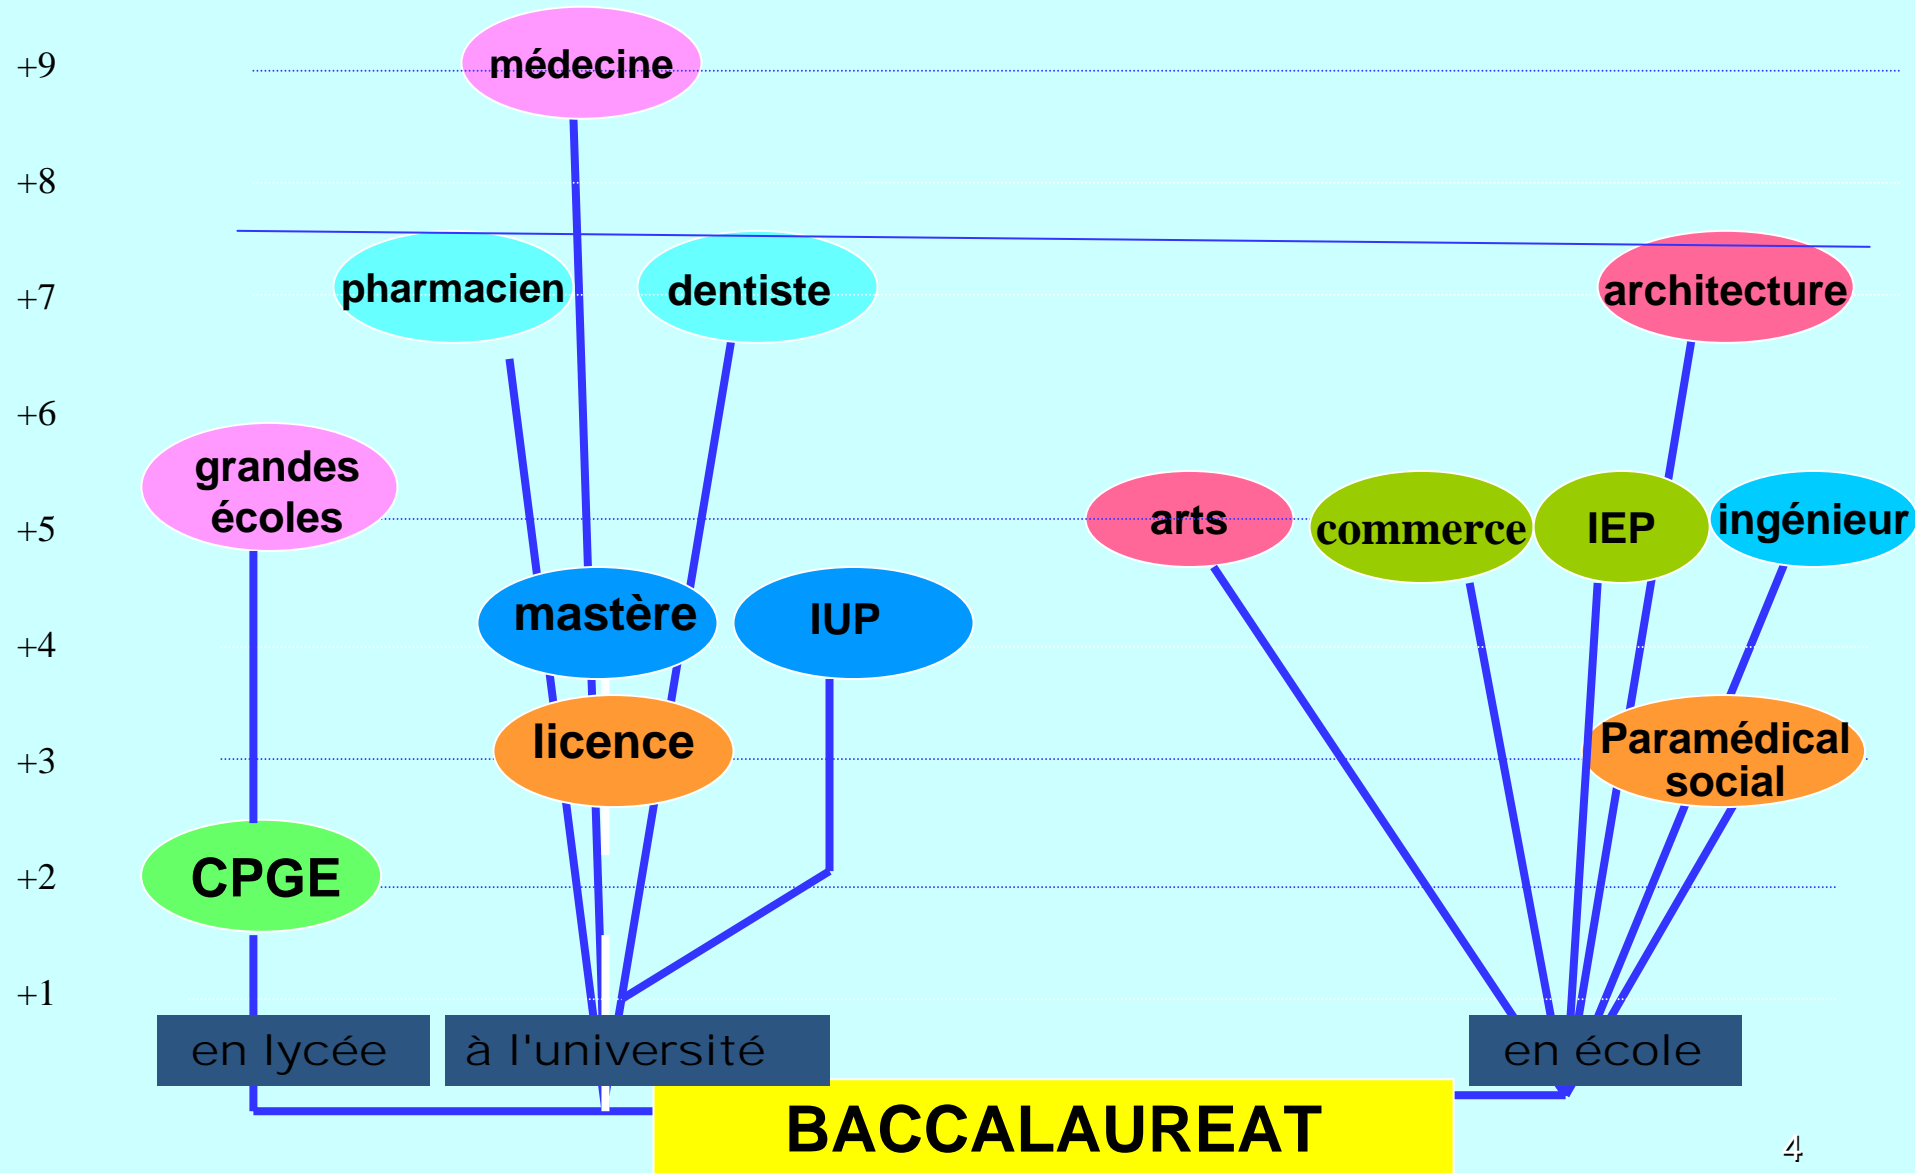 +9
médecine
+8
+7
pharmacien
dentiste
architecture
+6
grandes
écoles
+5
arts
commerce
IEP
ingénieur
mastère
IUP
+4
licence
Paramédical
social
+3
CPGE
+2
+1
en lycée
à l'université
en école
BACCALAUREAT
4